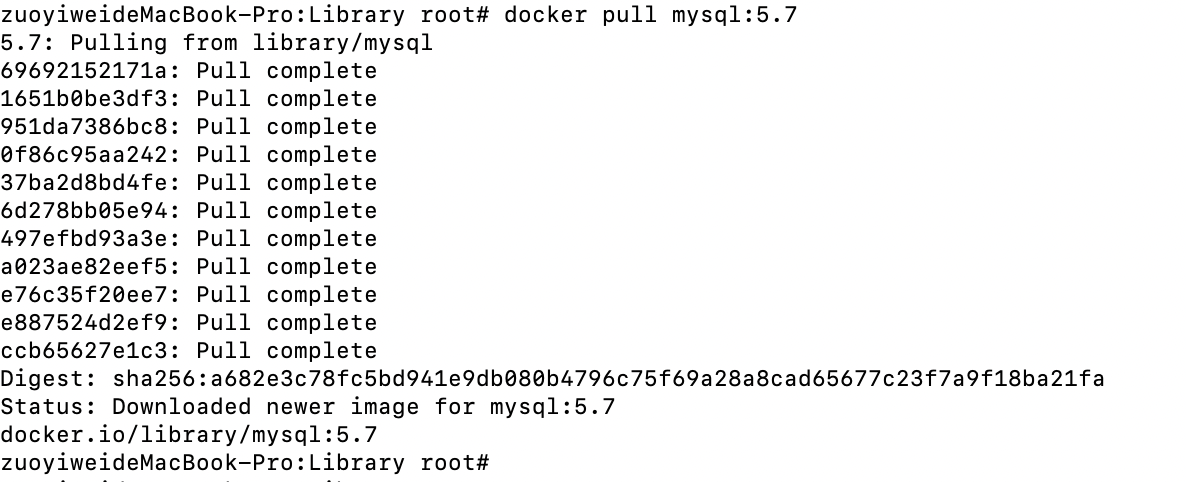 zuoyiweideMacBook-Pro:Library root# docker pull mysql:5.7
5.7: Pulling from library/mysql
69692152171a: Pull complete
1651b0be3df3: Pull complete
951da7386bc8: Pull complete
0f86c95aa242: Pull complete
37ba2d8bd4fe: Pull complete
6d278bb05e94: Pull complete
497efbd93a3e: Pull complete
a023ae82eef5: Pull complete
e76c35f20ee7: Pull complete
e887524d2ef9: Pull complete
ccb65627e1c3: Pull complete
Digest: sha256:a682e3c78fc5bd941e9db080b4796c75f69a28a8cad65677c23f7a9f18ba21fa
Status: Downloaded newer image for mysql:5.7
docker.io/library/mysql:5.7
zuoyiweideMacBook-Pro:Library root#